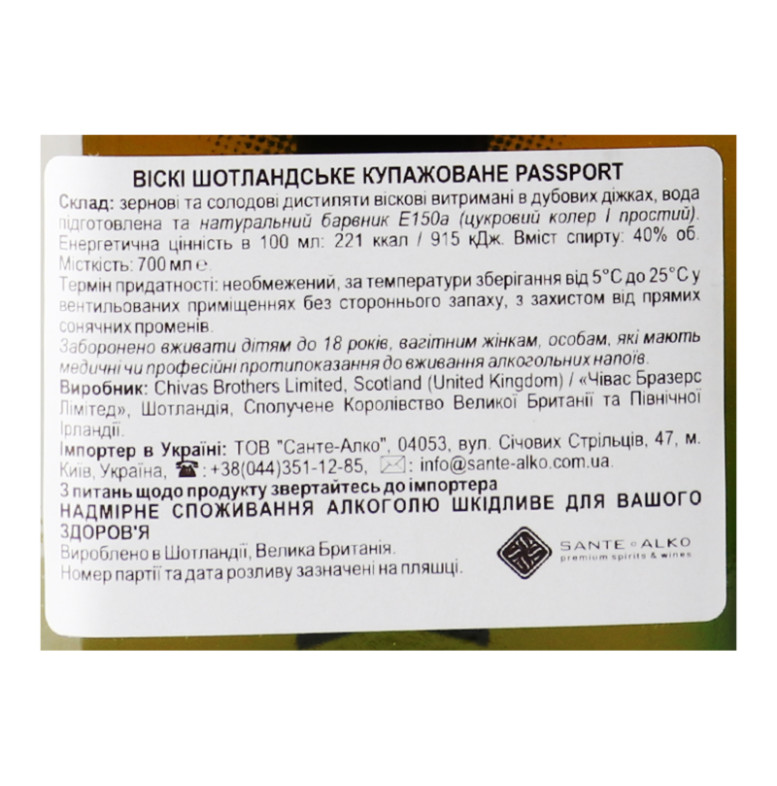 ВІСКІ ШОТЛАНДСЬКЕ КУПАЖОВАНЕ PASSPORT
Склад: зернові та солодові дистиляти віскові витримані в дубових діжках, вода
підготовлена та натуральний барвник Е150а (цукровий колер І простий).
Енергетична цінність в 100 мл: 221 ккал / 915 кДж. Вміст спирту: 40% об.
Місткість: 700 мл ℮.
Термін придатності: необмежений, за температури зберігання від 5°С до 25°С у
вентильованих приміщеннях без стороннього запаху, з захистом від прямих
сонячних променів.
Заборонено вживати дітям до 18 років, вагітним жінкам, особам, які мають
медичні чи професійні протипоказання до вживання алкогольних напоїв.
Виробник: Chivas Brothers Limited, Scotland (United Kingdom) / «Чівас Бразерс
Лімітед», Шотландія, Сполучене Королівство Великої Британії та Північної
Ірландії.
Імпортер в Україні: ТОВ "Санте-Алко", 04053, вул. Січових Стрільців, 47, м.
Київ, Україна, ☎: +38(044)351-12-85, ✉: info@sante-alko.com.ua.
З питань щодо продукту звертайтесь до імпортера
НАДМІРНЕ СПОЖИВАННЯ АЛКОГОЛЮ ШКІДЛИВЕ ДЛЯ ВАШОГО
ЗДОРОВ'Я
Вироблено в Шотландії, Велика Британія.
Номер партії та дата розливу зазначені на пляшці.
SANTE ALKO
premium spirits & wines